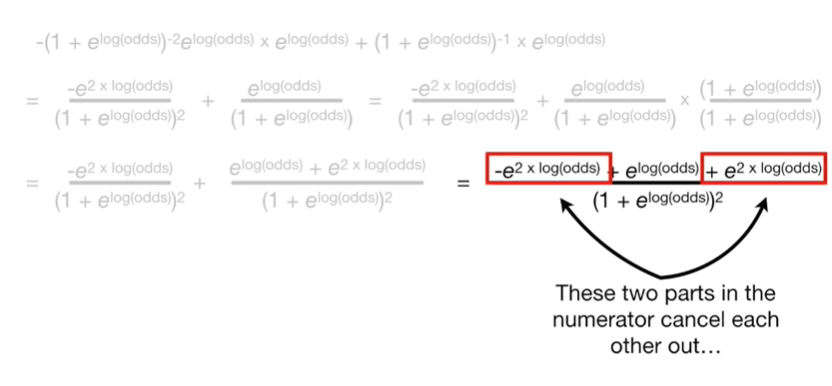 -(1 + e^log(odds))^-2 e^log(odds) x e^log(odds) + (1 + e^log(odds))^-1 x e^log(odds)
= -e^2 x log(odds) / (1 + e^log(odds))^2 + e^log(odds) / (1 + e^log(odds)) = -e^2 x log(odds) / (1 + e^log(odds))^2 + e^log(odds) / (1 + e^log(odds)) x (1 + e^log(odds)) / (1 + e^log(odds))
= -e^2 x log(odds) / (1 + e^log(odds))^2 + e^log(odds) + e^2 x log(odds) / (1 + e^log(odds))^2 = -e^2 x log(odds) + e^log(odds) + e^2 x log(odds) / (1 + e^log(odds))^2
These two parts in the
numerator cancel each
other out…